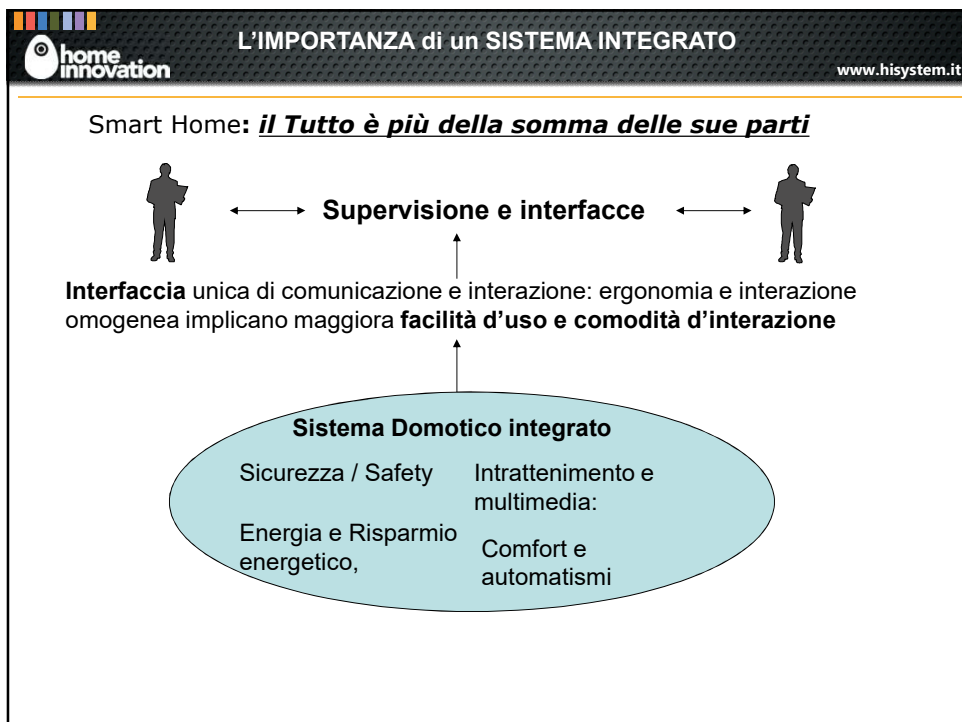 L'IMPORTANZA di un SISTEMA INTEGRATO
home
innovation
www.hisystem.it
Smart Home: il Tutto è più della somma delle sue parti
Supervisione e interfacce
Interfaccia unica di comunicazione e interazione: ergonomia e interazione
omogenea implicano maggiora facilità d'uso e comodità d'interazione
Sistema Domotico integrato
Sicurezza / Safety
Energia e Risparmio
energetico,
Intrattenimento e
multimedia:
Comfort e
automatismi